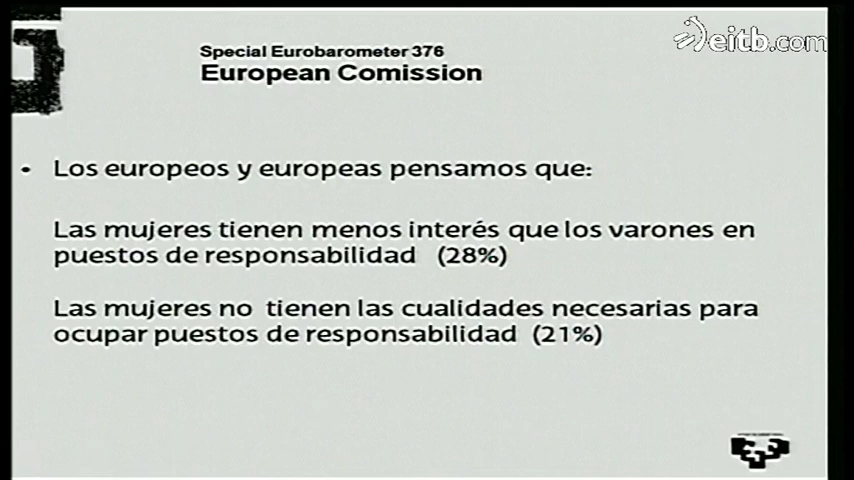 eitb.com
Special Eurobarometer 376
European Comission
• Los europeos y europeas pensamos que:
Las mujeres tienen menos interés que los varones en
puestos de responsabilidad (28%)
Las mujeres no tienen las cualidades necesarias para
ocupar puestos de responsabilidad (21%)